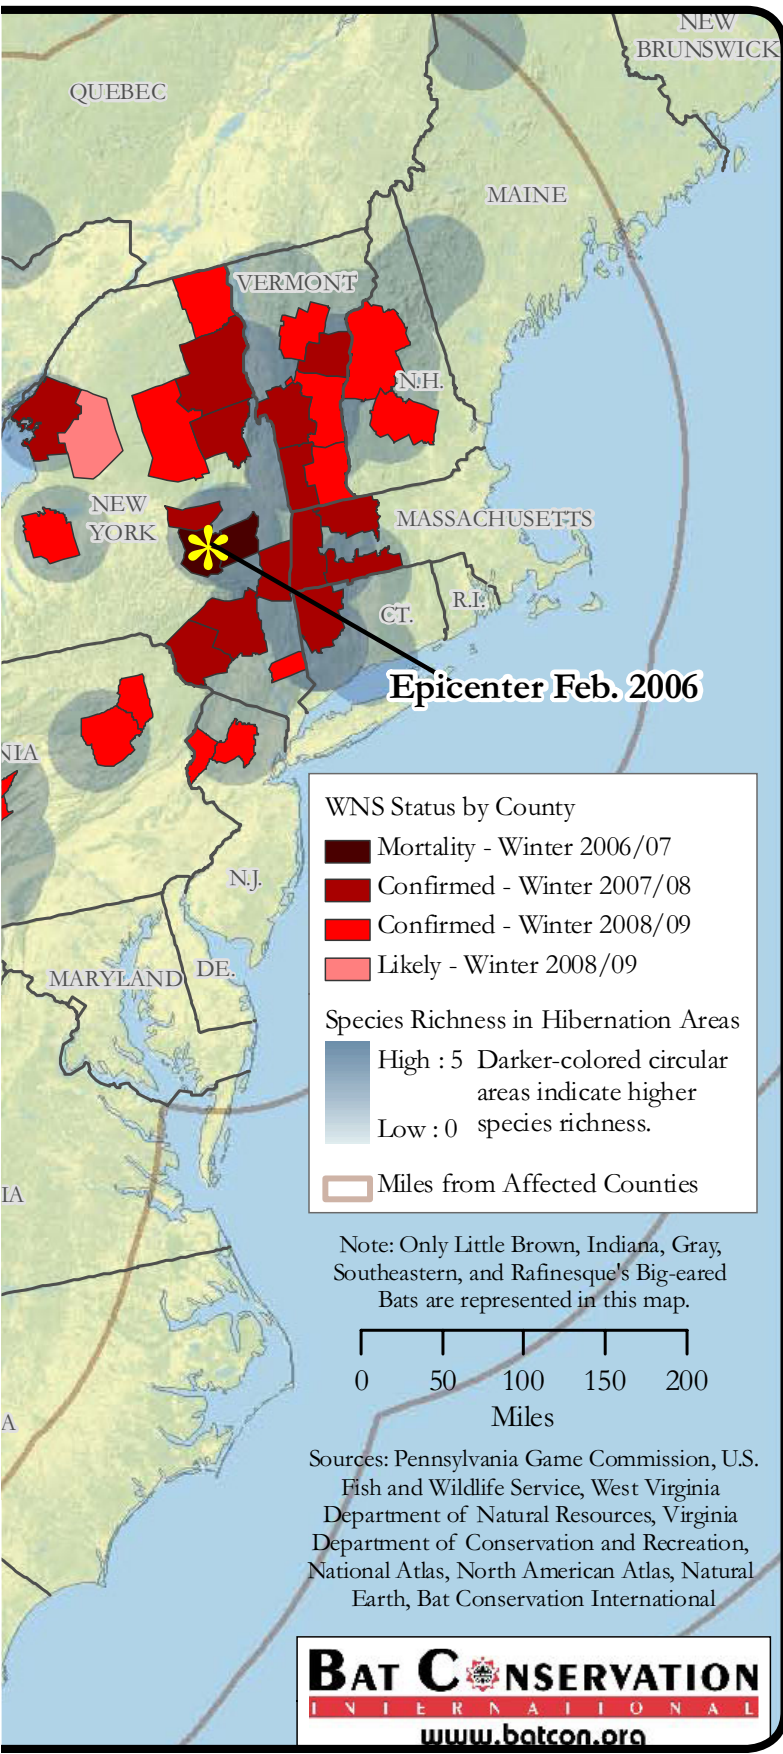 NEW
BRUNSWICK
QUEBEC
MAINE
VERMONT
N.H.
NEW
YORK
MASSACHUSETTS
CT.
R.I.
Epicenter Feb. 2006
NIA
N.J.
MARYLAND
DE.
IA
A
WNS Status by County
Mortality - Winter 2006/07
Confirmed - Winter 2007/08
Confirmed - Winter 2008/09
Likely - Winter 2008/09
Species Richness in Hibernation Areas
High : 5 Darker-colored circular
areas indicate higher
Low : 0 species richness.
Miles from Affected Counties
Note: Only Little Brown, Indiana, Gray,
Southeastern, and Rafinesque's Big-eared
Bats are represented in this map.
0 50 100 150 200
Miles
Sources: Pennsylvania Game Commission, U.S.
Fish and Wildlife Service, West Virginia
Department of Natural Resources, Virginia
Department of Conservation and Recreation,
National Atlas, North American Atlas, Natural
Earth, Bat Conservation International
BAT CONSERVATION
INTERNATIONAL
www.batcon.org